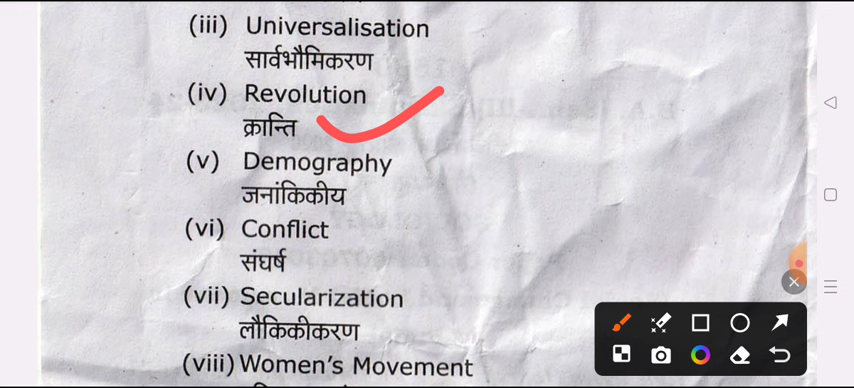 (iii) Universalisation
सार्वभौमिकरण
(iv) Revolution
क्रान्ति
(v) Demography
जनांकिकीय
(vi) Conflict
संघर्ष
(vii) Secularization
लौकिकीकरण
(viii) Women's Movement